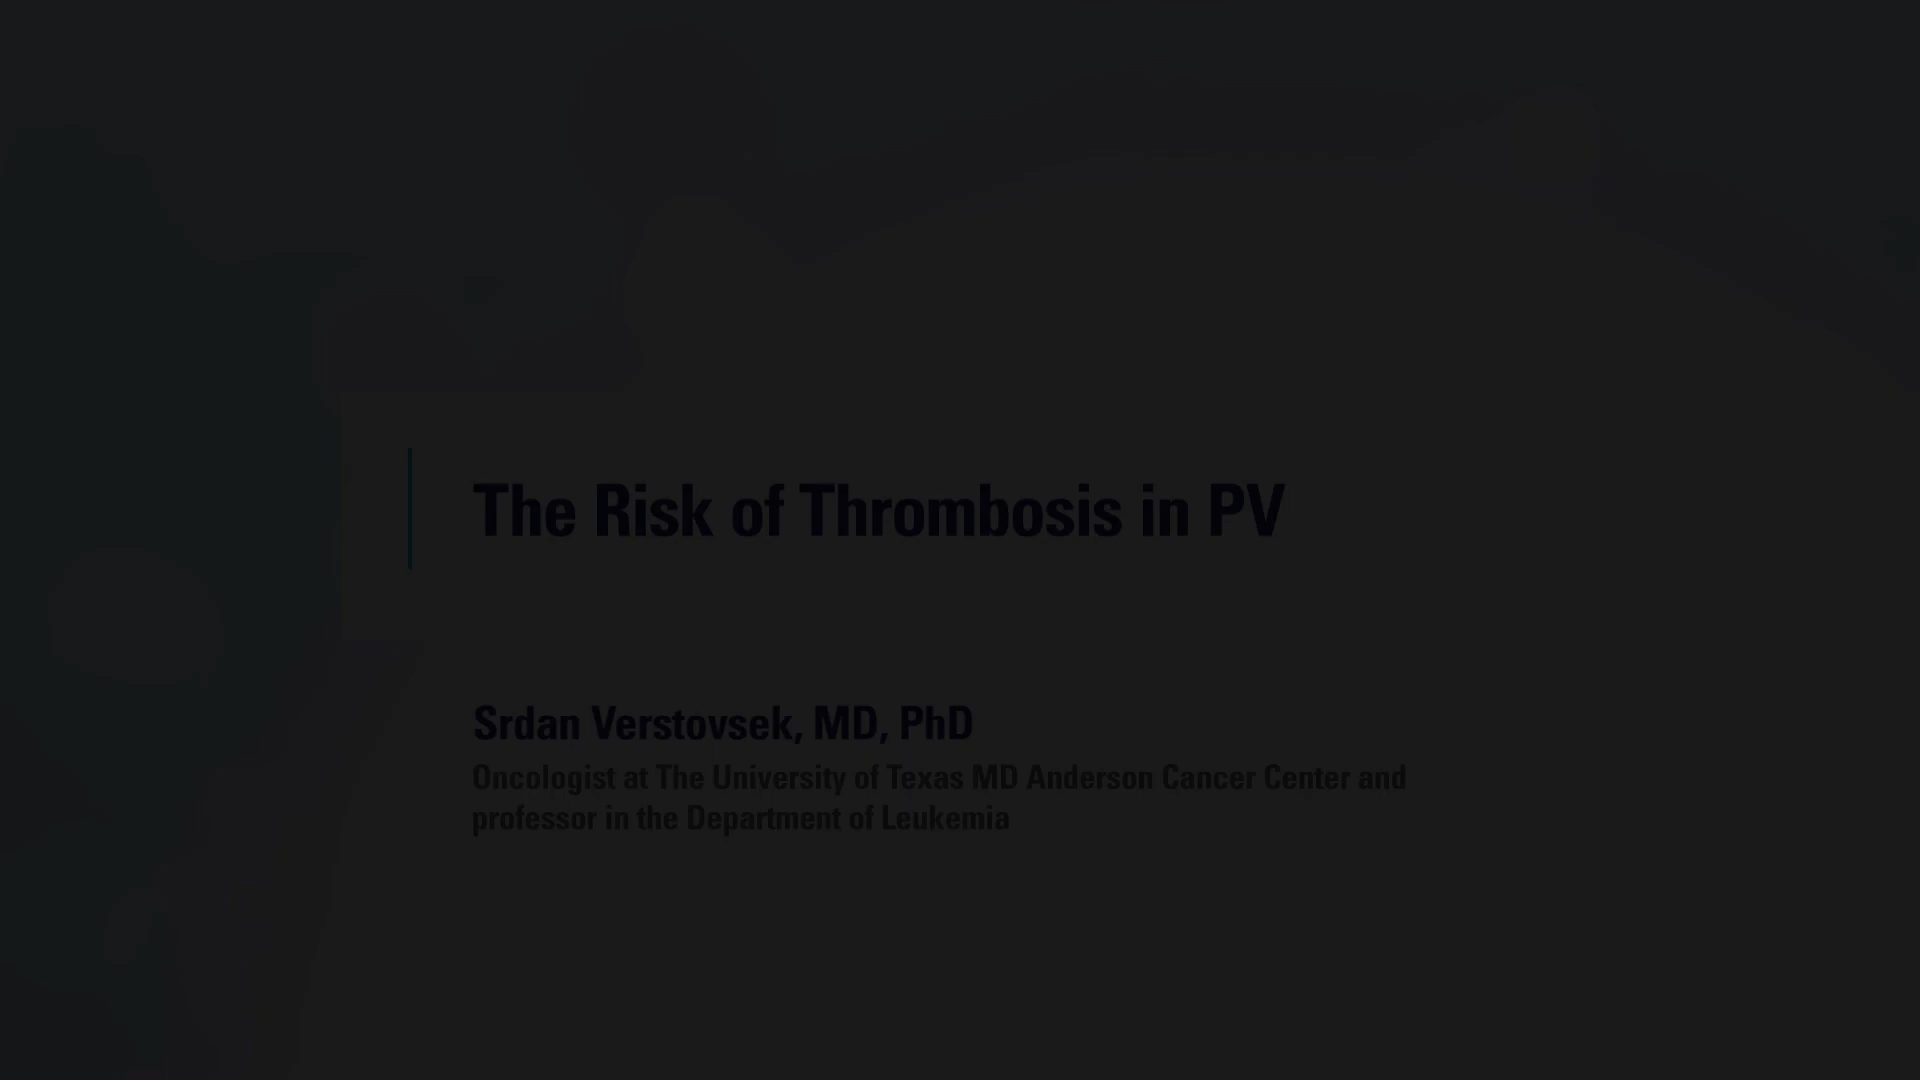 The Risk of Thrombosis in PV
Srdan Verstovsek, MD, PhD
Oncologist at The University of Texas MD Anderson Cancer Center and
professor in the Department of Leukemia